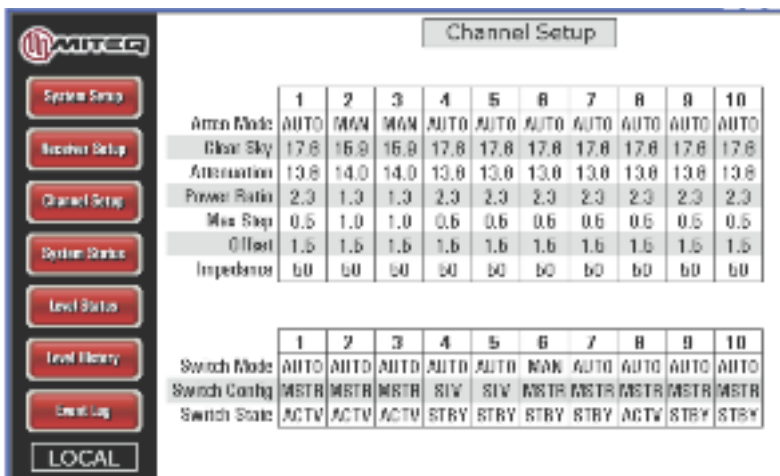 MITEQ
Channel Setup
System Setup
Receiver Setup
Channel Setup
System Status
Level Status
Level History
Event Log
LOCAL
1 2 3 4 5 6 7 8 9 10
Atten Mode AUTO MAN MAN AUTO AUTO AUTO AUTO AUTO AUTO AUTO
Clear Sky 17.6 15.9 15.9 17.6 17.6 17.6 17.6 17.6 17.6 17.6
Attenuation 13.8 14.0 14.0 13.8 13.8 13.8 13.8 13.8 13.8 13.8
Power Ratio 2.3 1.3 1.3 2.3 2.3 2.3 2.3 2.3 2.3 2.3
Max Step 0.5 1.0 1.0 0.5 0.5 0.5 0.5 0.5 0.5 0.5
Offset 1.5 1.5 1.5 1.5 1.5 1.5 1.5 1.5 1.5 1.5
Impedance 50 50 50 50 50 50 50 50 50 50
1 2 3 4 5 6 7 8 9 10
Switch Mode AUTO AUTO AUTO AUTO AUTO MAN AUTO AUTO AUTO AUTO
Switch Config MSTR MSTR MSTR SLV SLV MSTR MSTR MSTR MSTR MSTR
Switch State ACTV ACTV ACTV STBY STBY STBY STBY ACTV STBY STBY